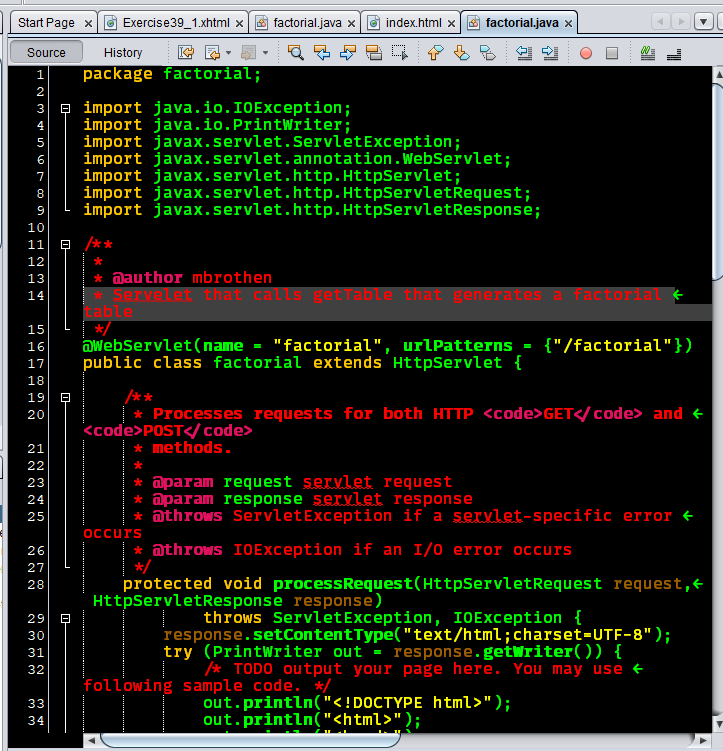 Start Page Exercise39_1.xhtml factorial.java index.html factorial.java
Source History
1 package factorial;
2
3 import java.io.IOException;
4 import java.io.PrintWriter;
5 import javax.servlet.ServletException;
6 import javax.servlet.annotation.WebServlet;
7 import javax.servlet.http.HttpServlet;
8 import javax.servlet.http.HttpServletRequest;
9 import javax.servlet.http.HttpServletResponse;
10
11 /**
12 *
13 * @author mbrothen
14 * Servelet that calls getTable that generates a factorial
table
15 */
16 @WebServlet(name = "factorial", urlPatterns = {"/factorial"})
17 public class factorial extends HttpServlet {
18
19 /**
20 * Processes requests for both HTTP <code>GET</code> and
<code>POST</code>
21 * methods.
22 *
23 * @param request servlet request
24 * @param response servlet response
25 * @throws ServletException if a servlet-specific error
occurs
26 * @throws IOException if an I/O error occurs
27 */
28 protected void processRequest(HttpServletRequest request,
HttpServletResponse response)
29 throws ServletException, IOException {
30 response.setContentType("text/html;charset=UTF-8");
31 try (PrintWriter out = response.getWriter()) {
32 /* TODO output your page here. You may use
following sample code. */
33 out.println("<!DOCTYPE html>");
34 out.println("<html>");